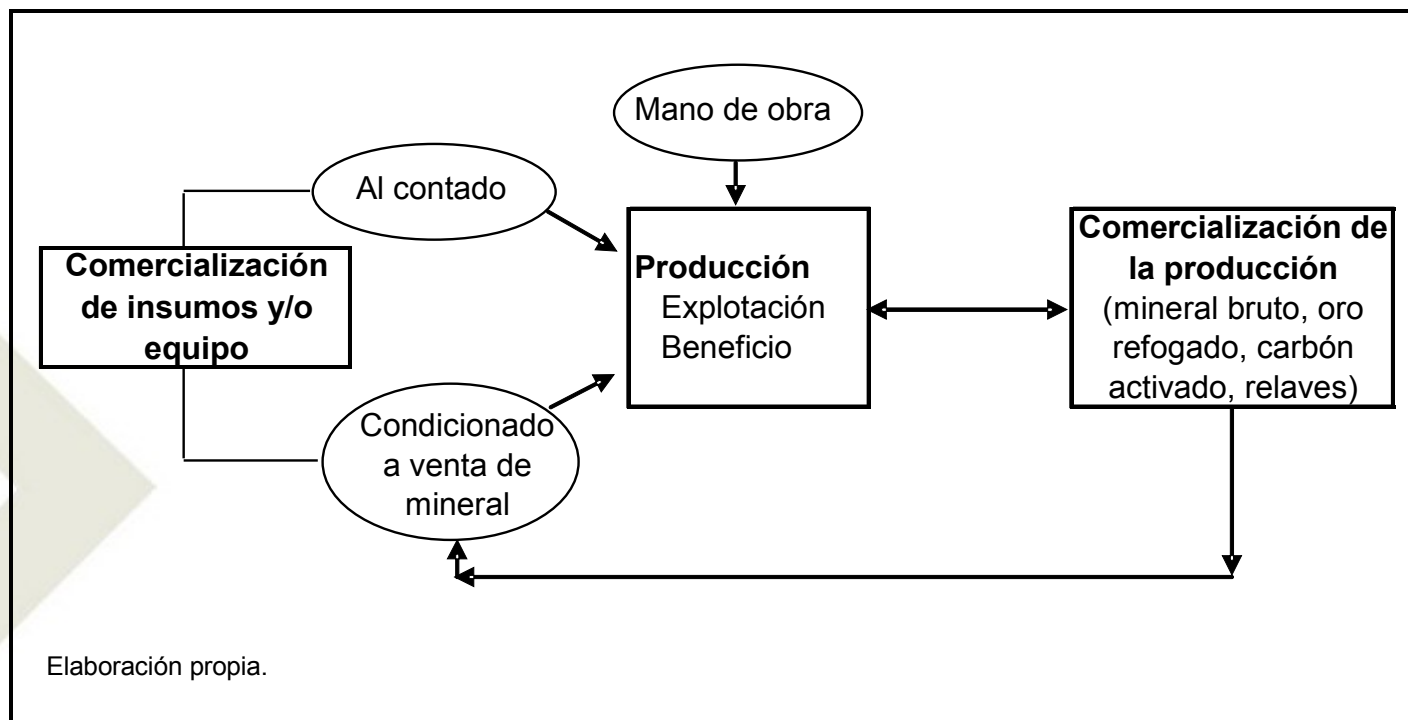 Mano de obra
Al contado
Comercialización
de insumos y/o
equipo
Producción
Explotación
Beneficio
Comercialización de
la producción
(mineral bruto, oro
refogado, carbón
activado, relaves)
Condicionado
a venta de
mineral
Elaboración propia.